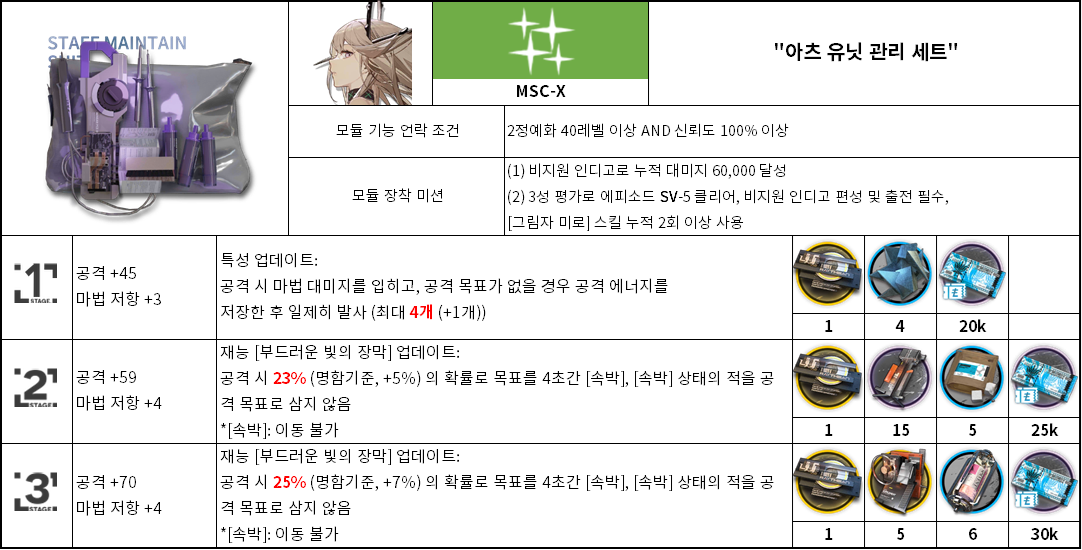 STAFF MAINTAIN
"아츠 유닛 관리 세트"
MSC-X
모듈 기능 언락 조건
2정예화 40레벨 이상 AND 신뢰도 100% 이상
모듈 장착 미션
(1) 비지원 인디고로 누적 대미지 60,000 달성
(2) 3성 평가로 에피소드 SV-5 클리어, 비지원 인디고 편성 및 출전 필수,
[그림자 미로] 스킬 누적 2회 이상 사용
1
STAGE
공격 +45
마법 저항 +3
특성 업데이트:
공격 시 마법 대미지를 입히고, 공격 목표가 없을 경우 공격 에너지를
저장한 후 일제히 발사 (최대 4개 (+1개))
1
4
20k
2
STAGE
공격 +59
마법 저항 +4
재능 [부드러운 빛의 장막] 업데이트:
공격 시 23% (명함기준, +5%) 의 확률로 목표를 4초간 [속박], [속박] 상태의 적을 공
격 목표로 삼지 않음
*[속박]: 이동 불가
1
15
5
25k
3
STAGE
공격 +70
마법 저항 +4
재능 [부드러운 빛의 장막] 업데이트:
공격 시 25% (명함기준, +7%) 의 확률로 목표를 4초간 [속박], [속박] 상태의 적을 공
격 목표로 삼지 않음
*[속박]: 이동 불가
1
5
6
30k